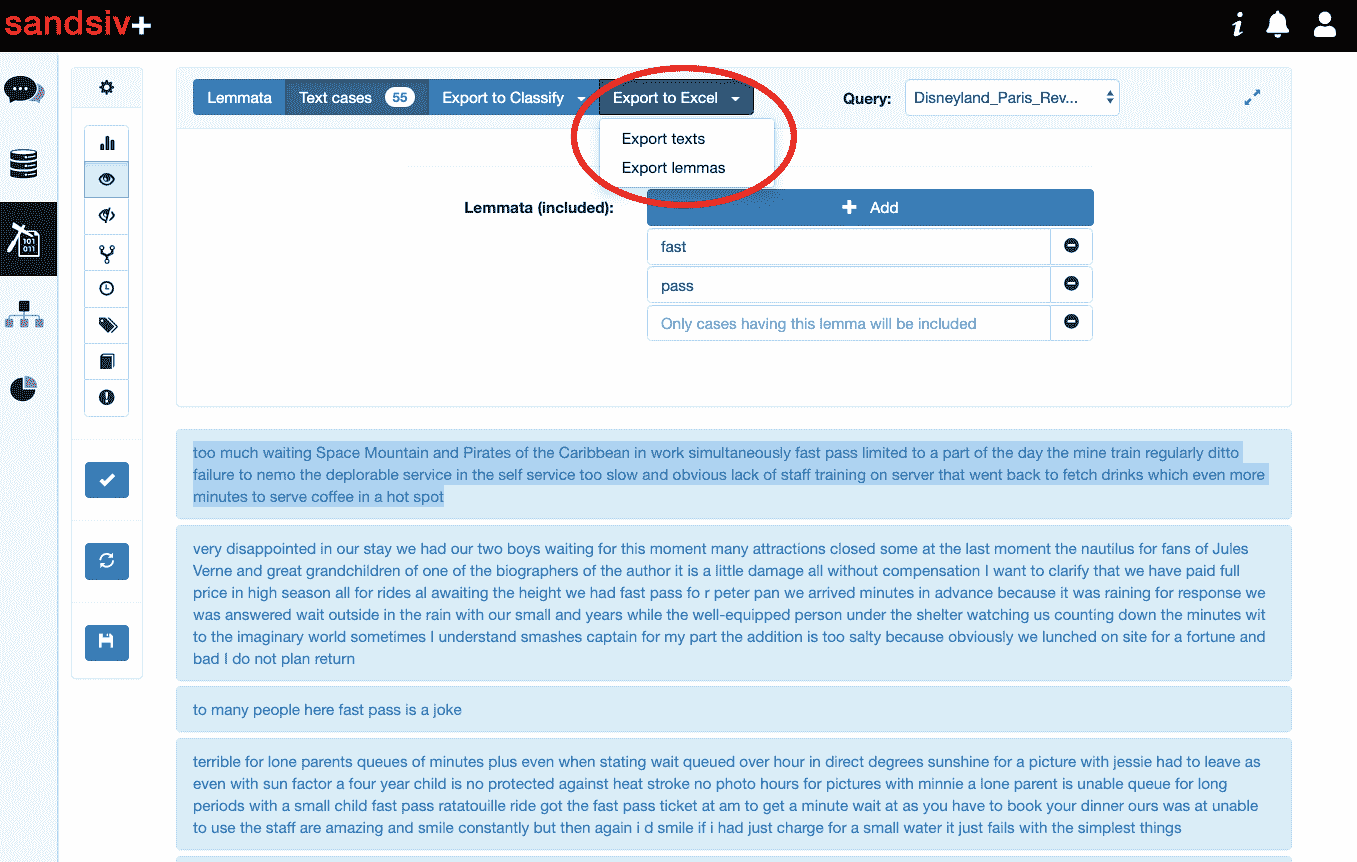 sandsiv+
Lemmata Text cases 55 Export to Classify Export to Excel Query: Disneyland_Paris_Rev...
Export texts
Export lemmas
Lemmata (included): + Add
fast
pass
Only cases having this lemma will be included
too much waiting Space Mountain and Pirates of the Caribbean in work simultaneously fast pass limited to a part of the day the mine train regularly ditto
failure to nemo the deplorable service in the self service too slow and obvious lack of staff training on server that went back to fetch drinks which even more
minutes to serve coffee in a hot spot
very disappointed in our stay we had our two boys waiting for this moment many attractions closed some at the last moment the nautilus for fans of Jules
Verne and great grandchildren of one of the biographers of the author it is a little damage all without compensation I want to clarify that we have paid full
price in high season all for rides al awaiting the height we had fast pass fo r peter pan we arrived minutes in advance because it was raining for response we
was answered wait outside in the rain with our small and years while the well-equipped person under the shelter watching us counting down the minutes wit
to the imaginary world sometimes I understand smashes captain for my part the addition is too salty because obviously we lunched on site for a fortune and
bad I do not plan return
to many people here fast pass is a joke
terrible for lone parents queues of minutes plus even when stating wait queued over hour in direct degrees sunshine for a picture with jessie had to leave as
even with sun factor a four year child is no protected against heat stroke no photo hours for pictures with minnie a lone parent is unable queue for long
periods with a small child fast pass ratatouille ride got the fast pass ticket at am to get a minute wait at as you have to book your dinner ours was at unable
to use the staff are amazing and smile constantly but then again i d smile if i had just charge for a small water it just fails with the simplest things